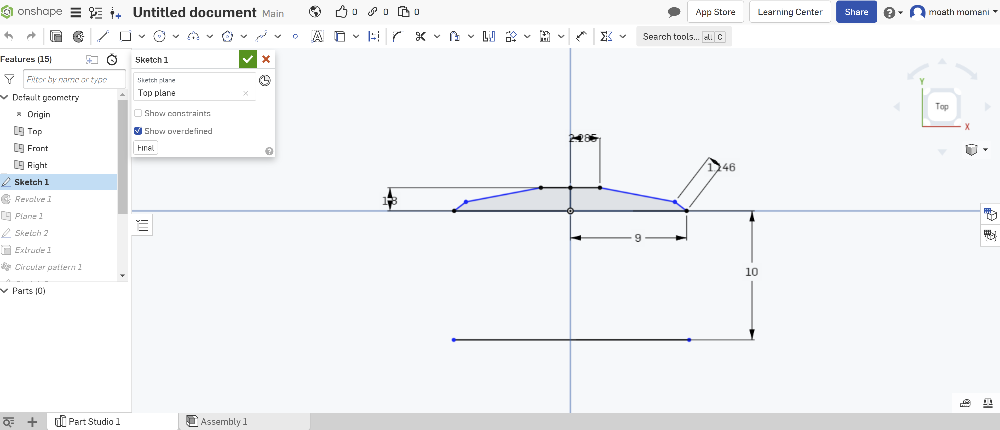 onshape Untitled document Main 0 0 0 App Store Learning Center Share moath momani
Search tools... alt C
Features (15)
Filter by name or type
Default geometry
Origin
Top
Front
Right
Sketch 1
Revolve 1
Plane 1
Sketch 2
Extrude 1
Circular pattern 1
Parts (0)
Sketch 1
Sketch plane
Top plane
Show constraints
Show overdefined
Final
2.285
1.146
1.8
9
10
Y
Top
X
Part Studio 1
Assembly 1